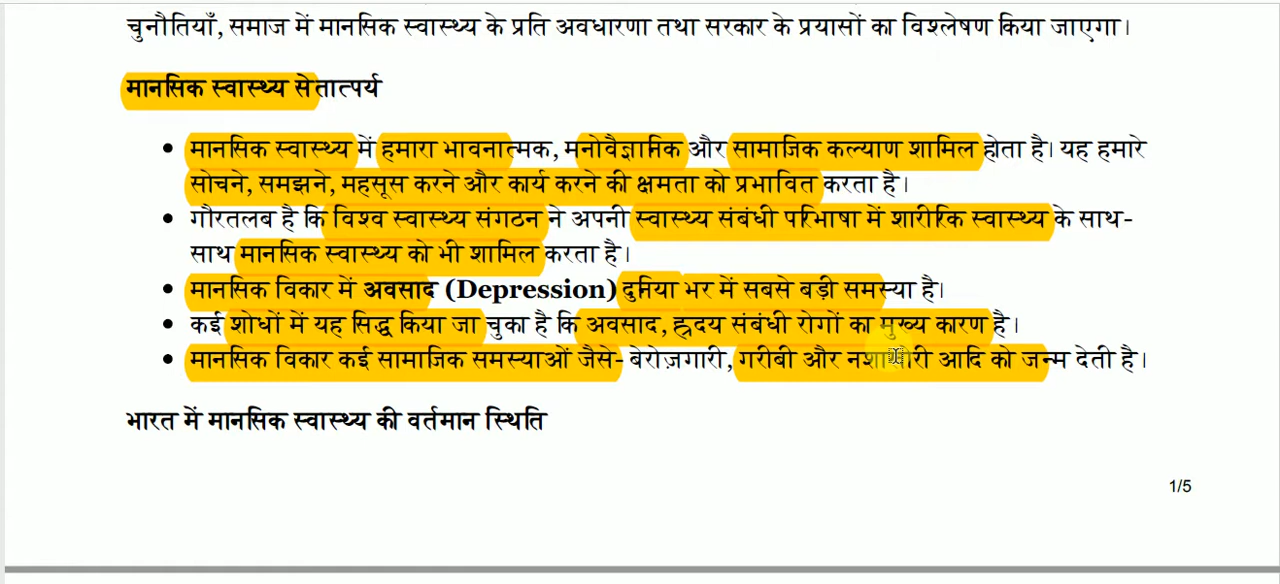 चुनौतियाँ, समाज में मानसिक स्वास्थ्य के प्रति अवधारणा तथा सरकार के प्रयासों का विश्लेषण किया जाएगा।
मानसिक स्वास्थ्य से तात्पर्य
मानसिक स्वास्थ्य में हमारा भावनात्मक, मनोवैज्ञानिक और सामाजिक कल्याण शामिल होता है। यह हमारे
सोचने, समझने, महसूस करने और कार्य करने की क्षमता को प्रभावित करता है।
गौरतलब है कि विश्व स्वास्थ्य संगठन ने अपनी स्वास्थ्य संबंधी परिभाषा में शारीरिक स्वास्थ्य के साथ-
साथ मानसिक स्वास्थ्य को भी शामिल करता है।
मानसिक विकार में अवसाद (Depression) दुनिया भर में सबसे बड़ी समस्या है।
कई शोधों में यह सिद्ध किया जा चुका है कि अवसाद, ह्रदय संबंधी रोगों का मुख्य कारण है।
मानसिक विकार कई सामाजिक समस्याओं जैसे- बेरोज़गारी, गरीबी और नशाखोरी आदि को जन्म देती है।
भारत में मानसिक स्वास्थ्य की वर्तमान स्थिति
1/5